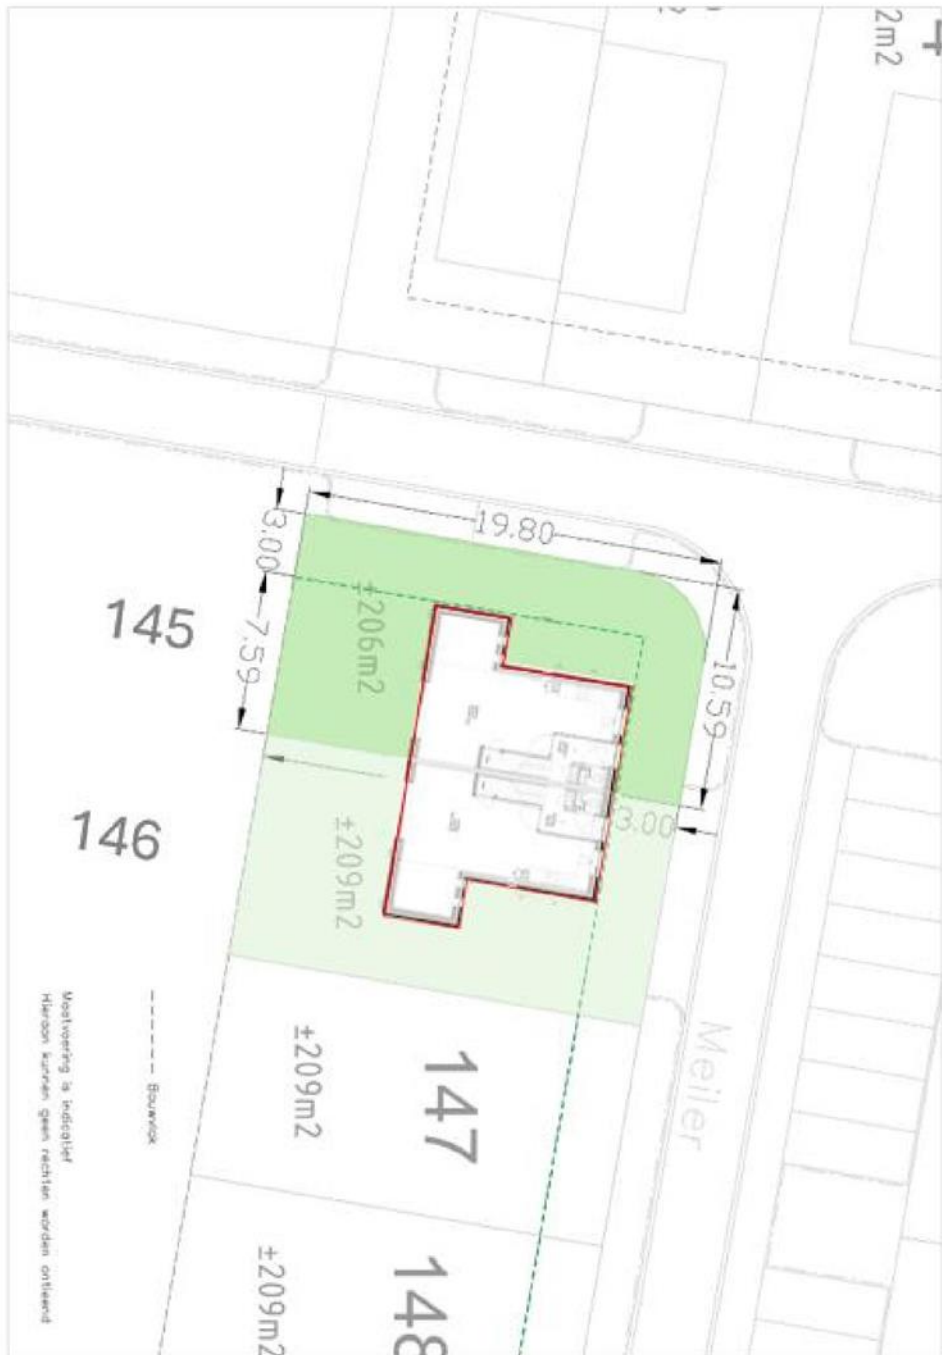 2m2
19.80
3.00
7.59
10.59
3.00
145
±206m2
146
±209m2
147
±209m2
148
±209m2
Meiler
Bouwvlak
Maatvoering is indicatief
Hieraan kunnen geen rechten worden ontleend